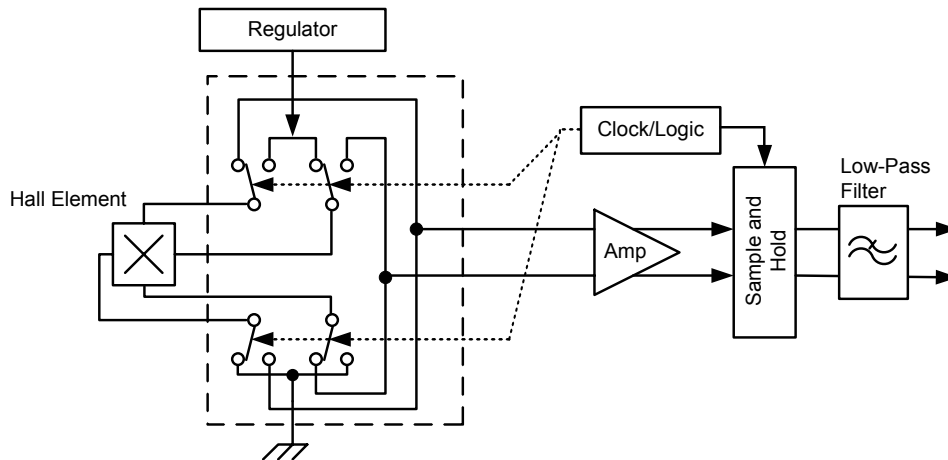 Regulator
Clock/Logic
Low-Pass
Filter
Hall Element
Amp
Sample and
Hold